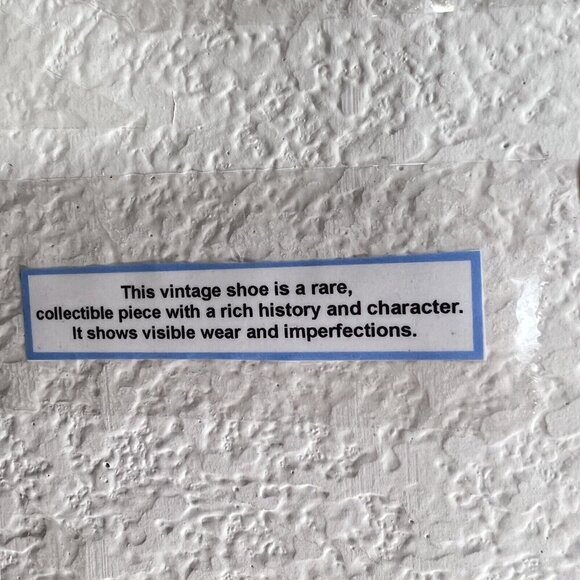 This vintage shoe is a rare,
collectible piece with a rich history and character.
It shows visible wear and imperfections.